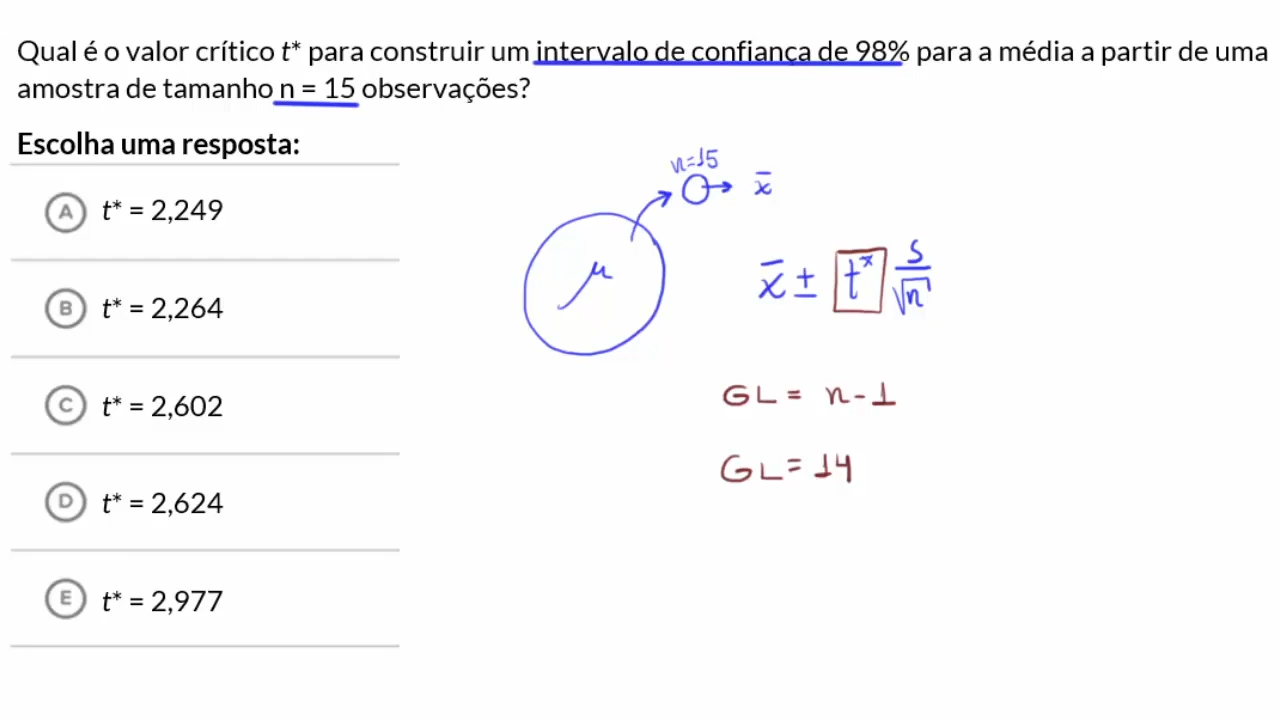 Qual é o valor crítico t* para construir um intervalo de confiança de 98% para a média a partir de uma
amostra de tamanho n = 15 observações?
Escolha uma resposta:
A t* = 2,249
B t* = 2,264
C t* = 2,602
D t* = 2,624
E t* = 2,977
n=15
x̄
μ
x̄ ± t* s/√n
GL = n - 1
GL = 14